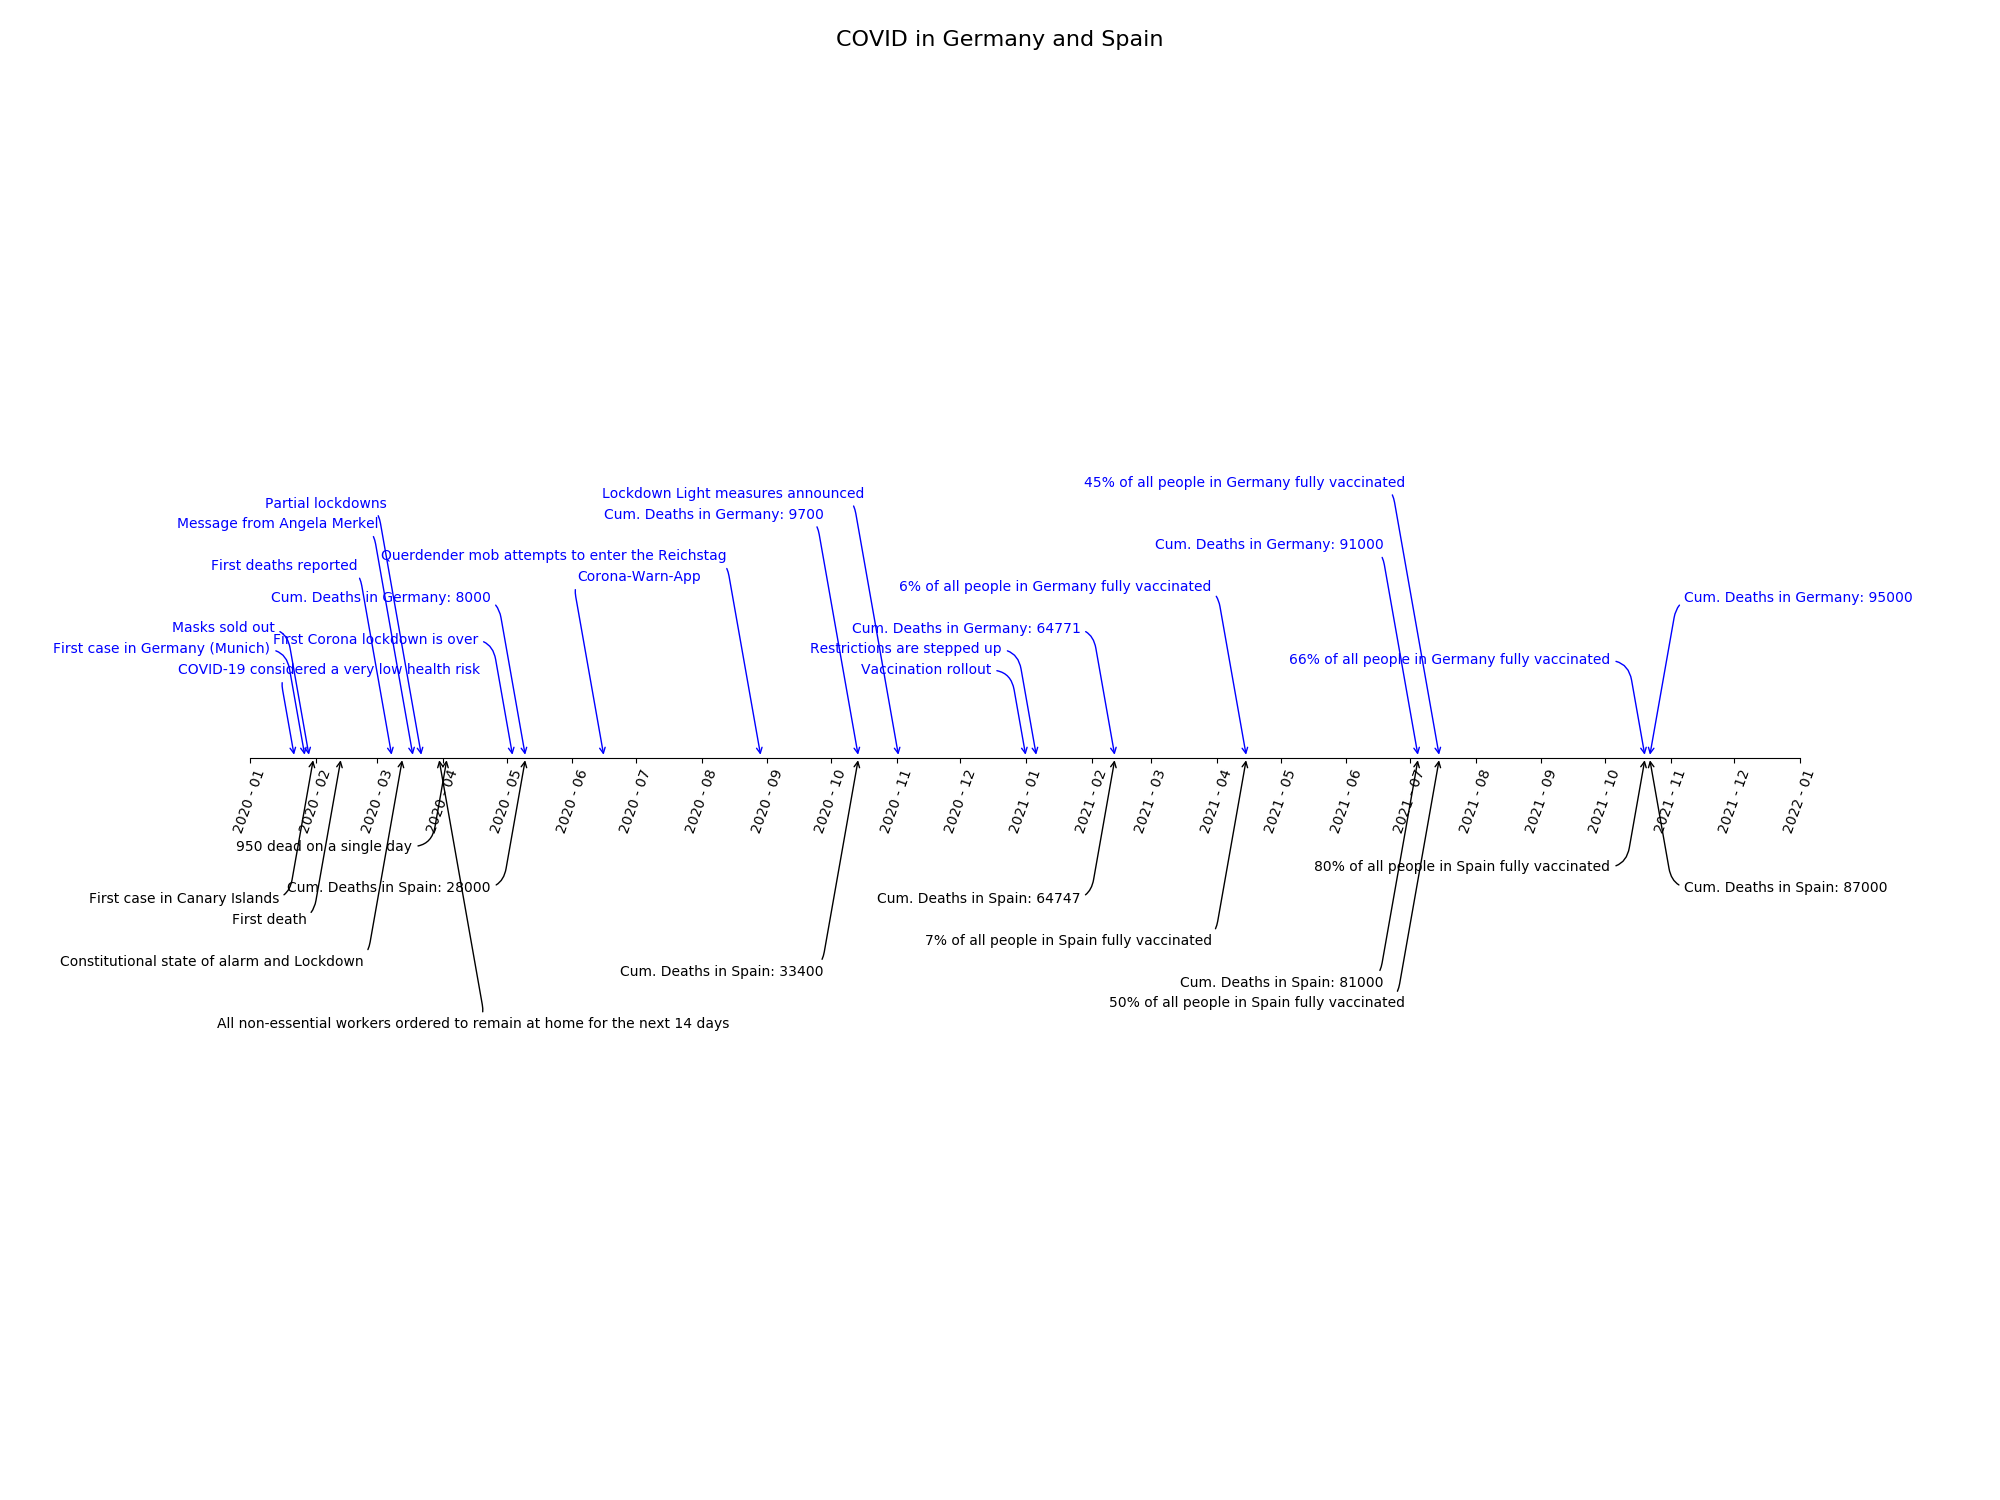 COVID in Germany and Spain
45% of all people in Germany fully vaccinated
Lockdown Light measures announced
Partial lockdowns
Cum. Deaths in Germany: 9700
Message from Angela Merkel
Cum. Deaths in Germany: 91000
Querdender mob attempts to enter the Reichstag
First deaths reported
Corona-Warn-App
6% of all people in Germany fully vaccinated
Cum. Deaths in Germany: 8000
Cum. Deaths in Germany: 95000
Masks sold out
Cum. Deaths in Germany: 64771
First Corona lockdown is over
First case in Germany (Munich)
Restrictions are stepped up
66% of all people in Germany fully vaccinated
COVID-19 considered a very low health risk
Vaccination rollout
2020 - 01
2020 - 02
2020 - 03
2020 - 04
2020 - 05
2020 - 06
2020 - 07
2020 - 08
2020 - 09
2020 - 10
2020 - 11
2020 - 12
2021 - 01
2021 - 02
2021 - 03
2021 - 04
2021 - 05
2021 - 06
2021 - 07
2021 - 08
2021 - 09
2021 - 10
2021 - 11
2021 - 12
2022 - 01
950 dead on a single day
80% of all people in Spain fully vaccinated
Cum. Deaths in Spain: 28000
Cum. Deaths in Spain: 87000
First case in Canary Islands
Cum. Deaths in Spain: 64747
First death
7% of all people in Spain fully vaccinated
Constitutional state of alarm and Lockdown
Cum. Deaths in Spain: 33400
Cum. Deaths in Spain: 81000
50% of all people in Spain fully vaccinated
All non-essential workers ordered to remain at home for the next 14 days